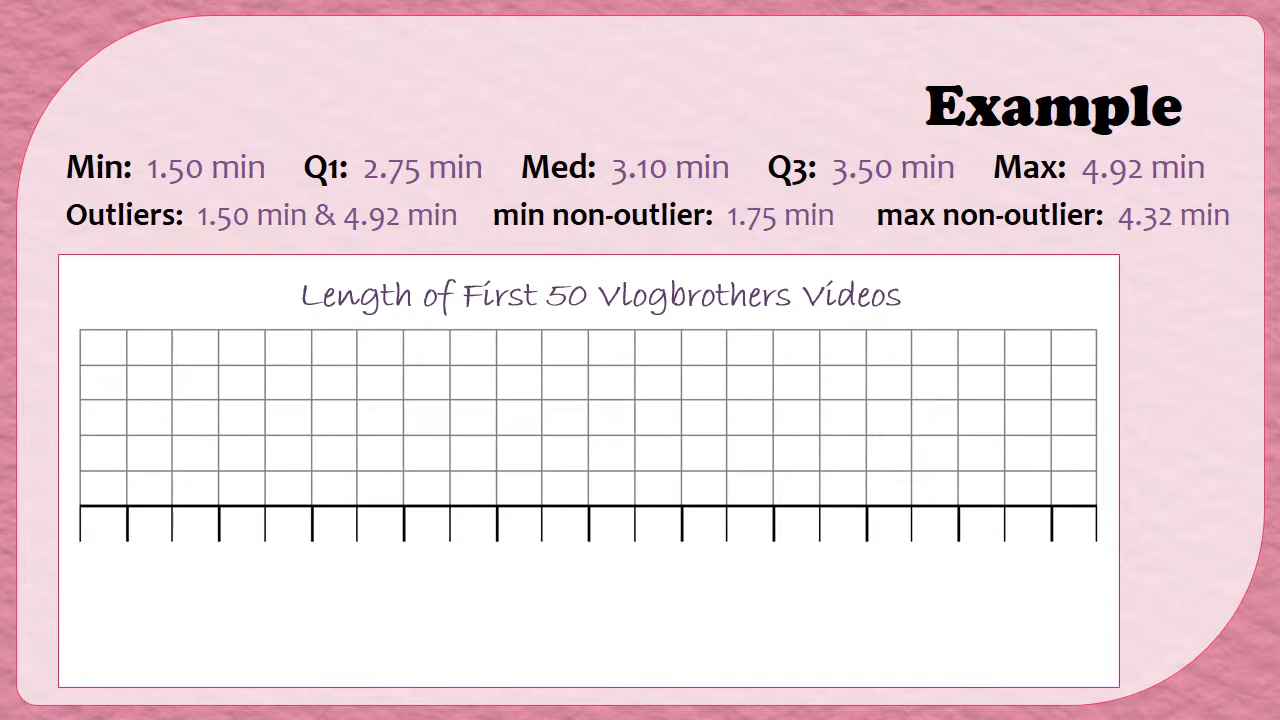 Example
Min: 1.50 min Q1: 2.75 min Med: 3.10 min Q3: 3.50 min Max: 4.92 min
Outliers: 1.50 min & 4.92 min min non-outlier: 1.75 min max non-outlier: 4.32 min
Length of First 50 Vlogbrothers Videos